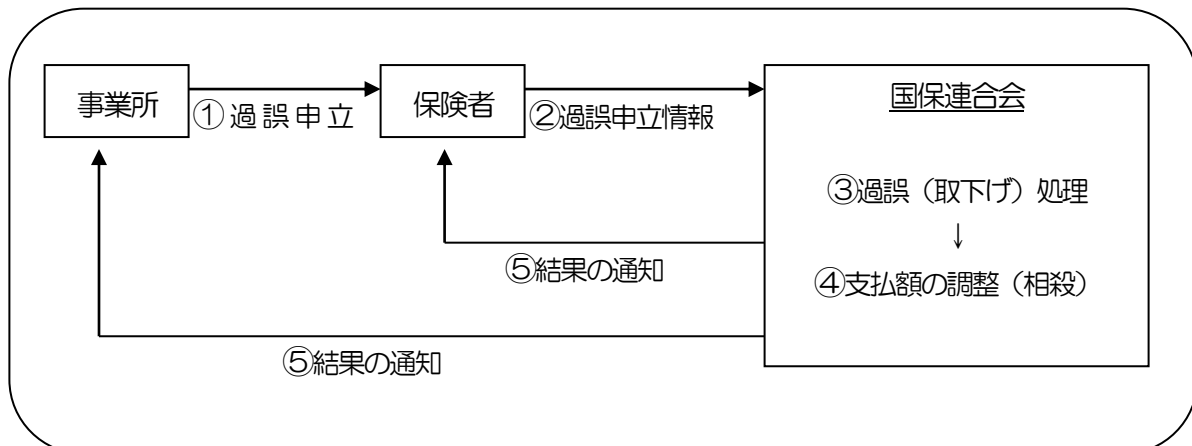 事業所
①過誤申立
保険者
②過誤申立情報
国保連合会
③過誤（取下げ）処理
↓
④支払額の調整（相殺）
⑤結果の通知
⑤結果の通知